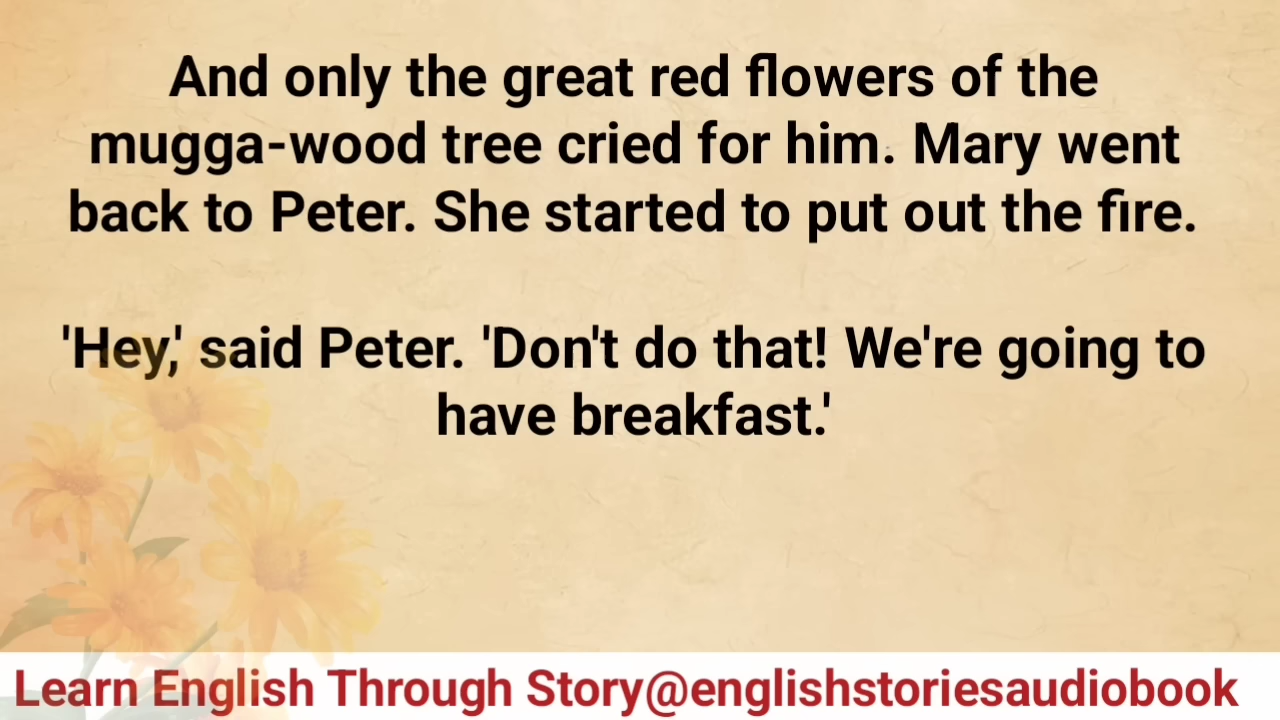 And only the great red flowers of the
mugga-wood tree cried for him. Mary went
back to Peter. She started to put out the fire.
'Hey,' said Peter. 'Don't do that! We're going to
have breakfast.'
Learn English Through Story@englishstoriesaudiobook